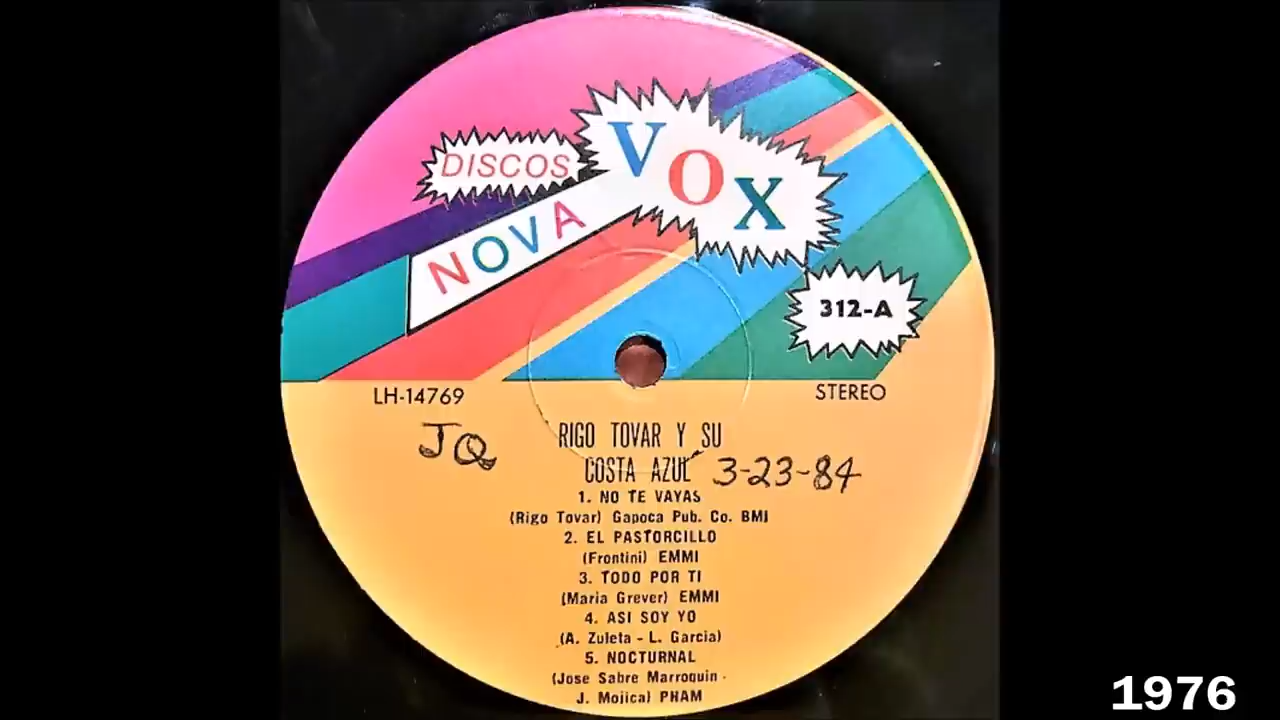 DISCOS
NOVA
VOX
312-A
LH-14769
STEREO
JQ
RIGO TOVAR Y SU
COSTA AZUL 3-23-84
1. NO TE VAYAS
(Rigo Tovar) Gapoca Pub. Co. BMI
2. EL PASTORCILLO
(Frontini) EMMI
3. TODO POR TI
(Maria Grever) EMMI
4. ASI SOY YO
(A. Zuleta - L. Garcia)
5. NOCTURNAL
(Jose Sabre Marroquin -
J. Mojica) PHAM
1976